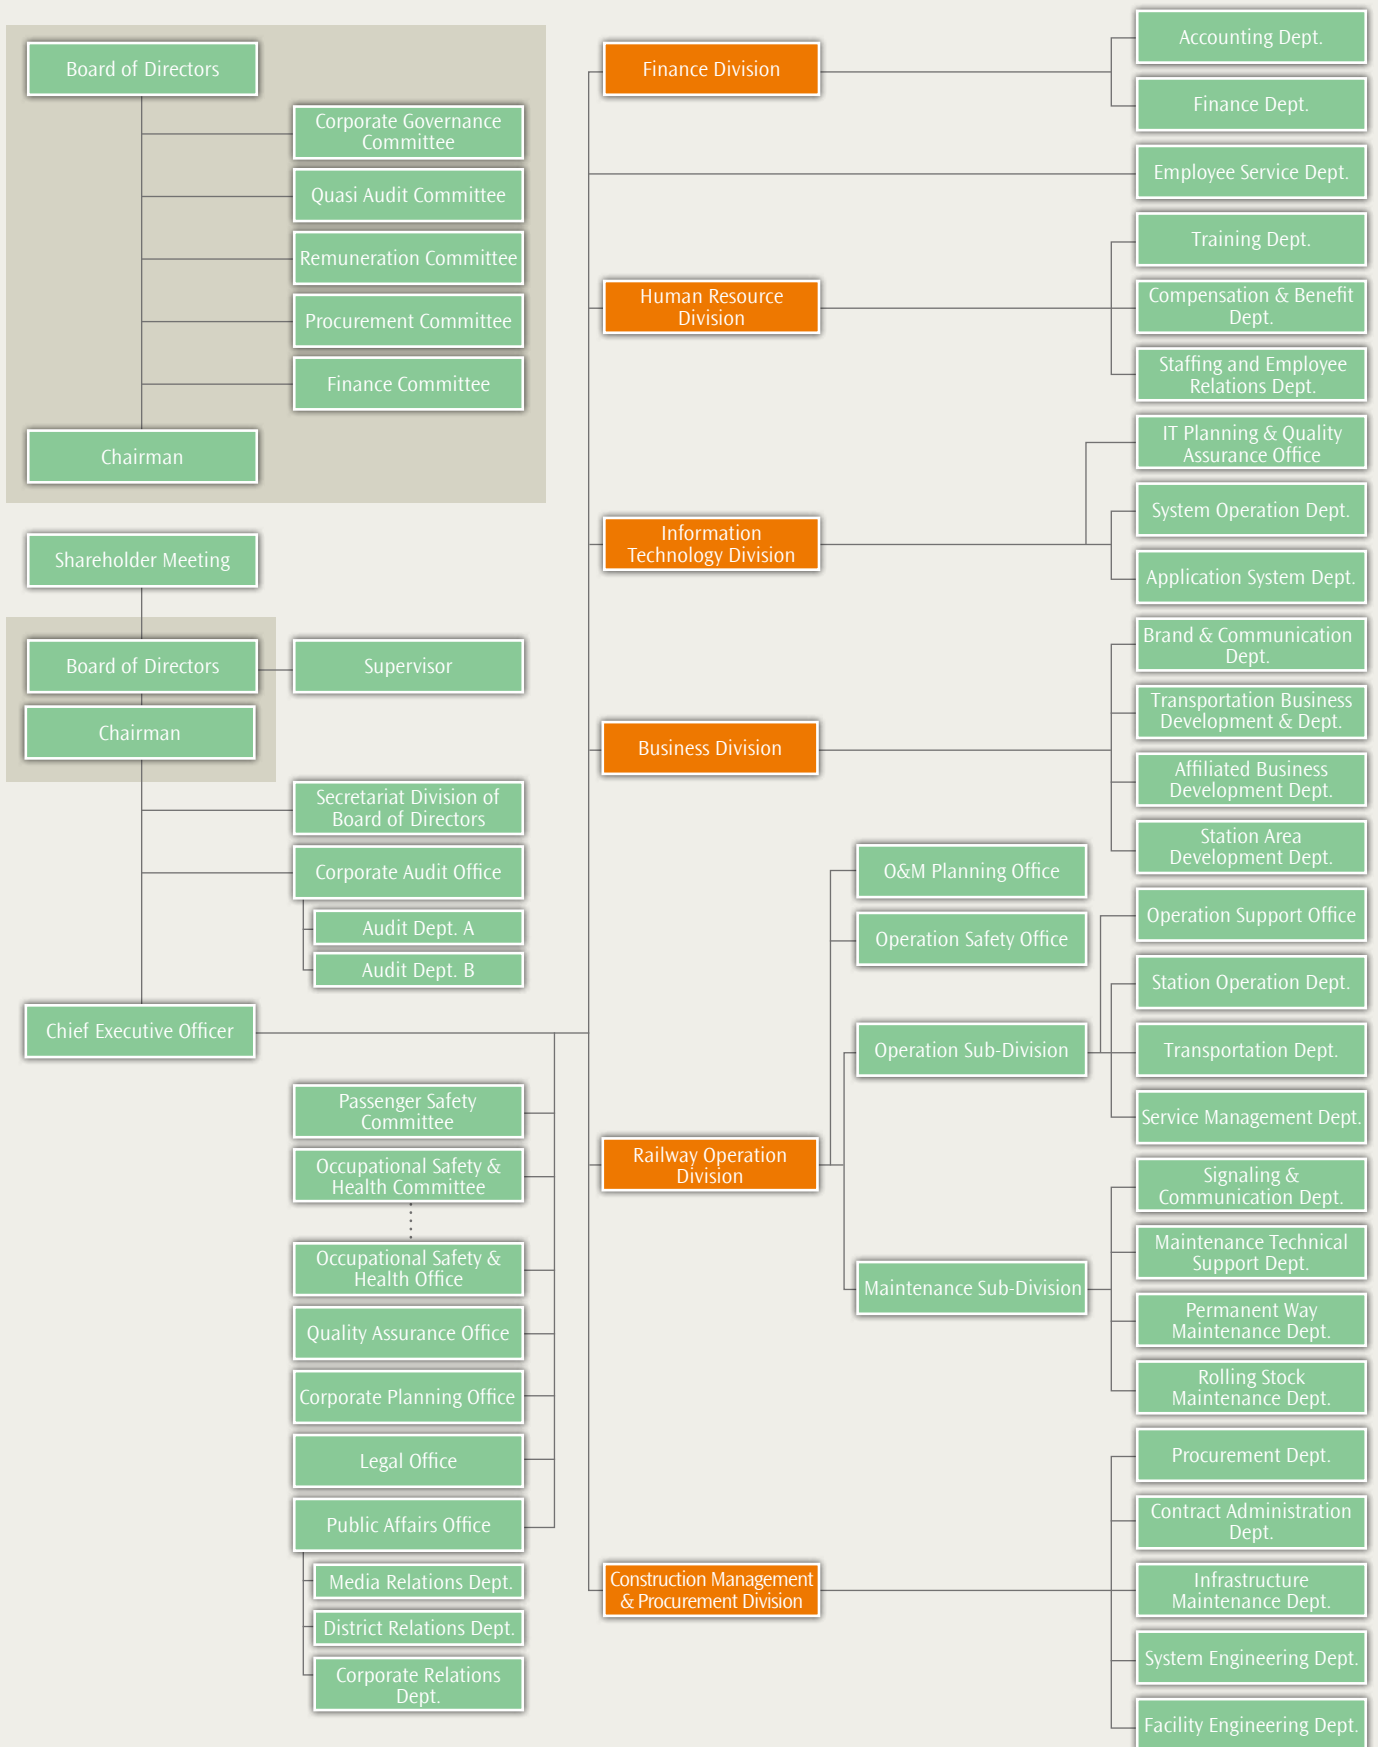 Board of Directors
Corporate Governance
Committee
Quasi Audit Committee
Remuneration Committee
Procurement Committee
Finance Committee
Chairman
Shareholder Meeting
Board of Directors
Supervisor
Chairman
Secretariat Division of
Board of Directors
Corporate Audit Office
Audit Dept. A
Audit Dept. B
Chief Executive Officer
Passenger Safety
Committee
Occupational Safety &
Health Committee
Occupational Safety &
Health Office
Quality Assurance Office
Corporate Planning Office
Legal Office
Public Affairs Office
Media Relations Dept.
District Relations Dept.
Corporate Relations
Dept.
Finance Division
Accounting Dept.
Finance Dept.
Employee Service Dept.
Human Resource
Division
Training Dept.
Compensation & Benefit
Dept.
Staffing and Employee
Relations Dept.
Information
Technology Division
IT Planning & Quality
Assurance Office
System Operation Dept.
Application System Dept.
Business Division
Brand & Communication
Dept.
Transportation Business
Development & Dept.
Affiliated Business
Development Dept.
Station Area
Development Dept.
Railway Operation
Division
O&M Planning Office
Operation Safety Office
Operation Sub-Division
Operation Support Office
Station Operation Dept.
Transportation Dept.
Service Management Dept.
Maintenance Sub-Division
Signaling &
Communication Dept.
Maintenance Technical
Support Dept.
Permanent Way
Maintenance Dept.
Rolling Stock
Maintenance Dept.
Construction Management
& Procurement Division
Procurement Dept.
Contract Administration
Dept.
Infrastructure
Maintenance Dept.
System Engineering Dept.
Facility Engineering Dept.